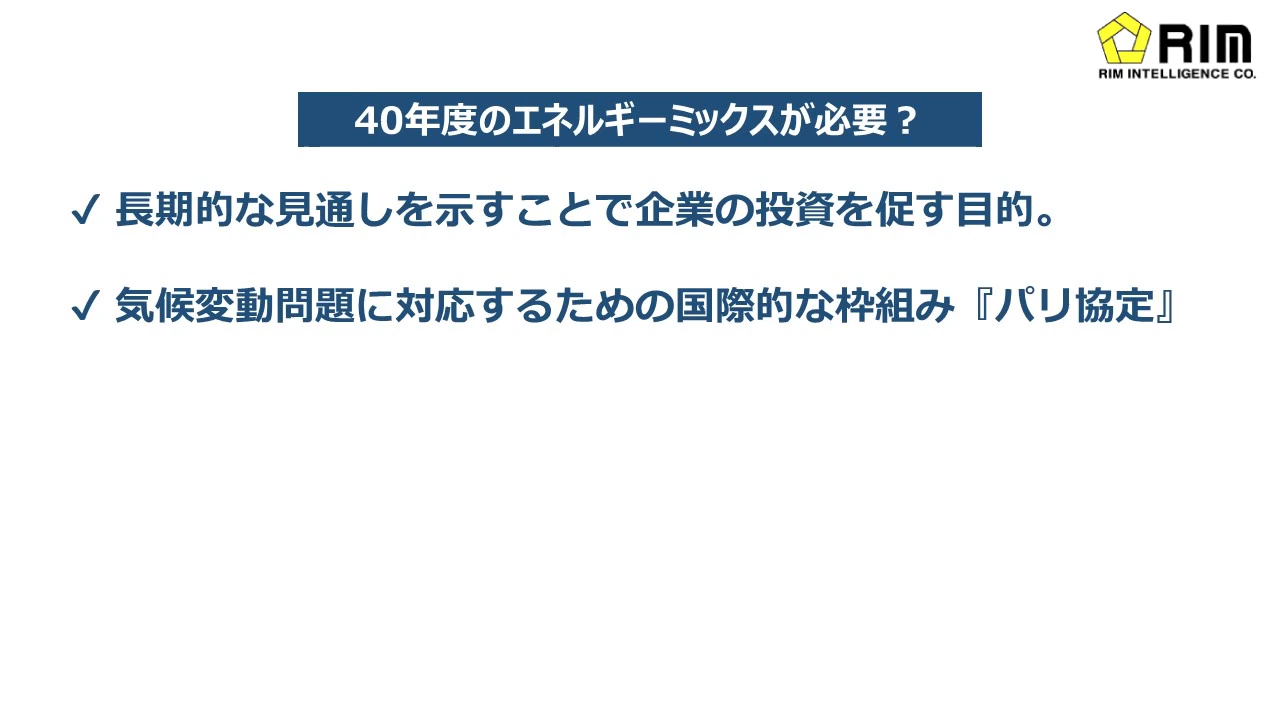 RIM
RIM INTELLIGENCE CO.
40年度のエネルギーミックスが必要？
✓ 長期的な見通しを示すことで企業の投資を促す目的。
✓ 気候変動問題に対応するための国際的な枠組み『パリ協定』